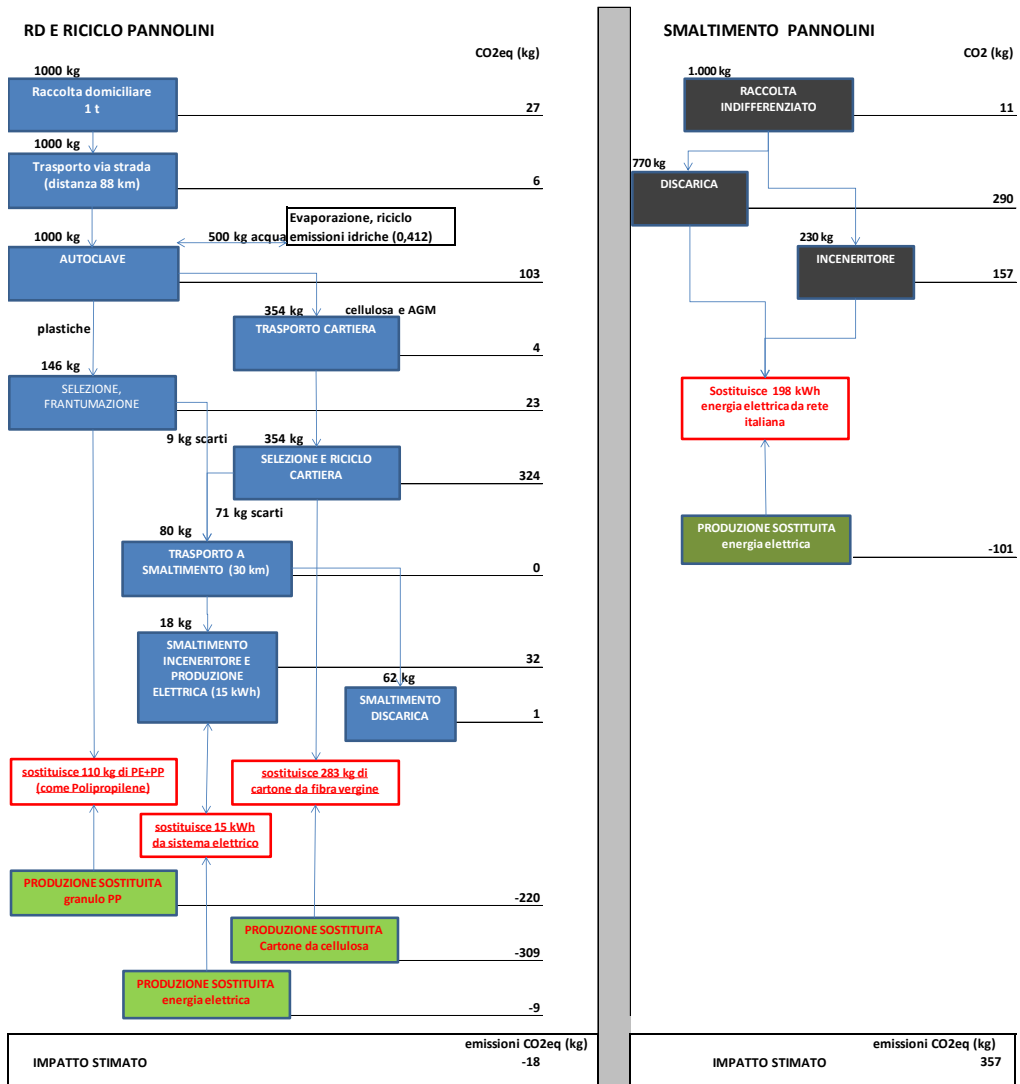 RD E RICICLO PANNOLINI
CO2eq (kg)
1000 kg
Raccolta domiciliare
1 t
27
1000 kg
Trasporto via strada
(distanza 88 km)
6
1000 kg
500 kg acqua
Evaporazione, riciclo
emissioni idriche (0,412)
AUTOCLAVE
103
plastiche
354 kg
cellulosa e AGM
TRASPORTO CARTIERA
4
146 kg
SELEZIONE,
FRANTUMAZIONE
23
9 kg scarti
354 kg
SELEZIONE E RICICLO
CARTIERA
324
71 kg scarti
80 kg
TRASPORTO A
SMALTIMENTO (30 km)
0
18 kg
SMALTIMENTO
INCENERITORE E
PRODUZIONE
ELETTRICA (15 kWh)
32
62 kg
SMALTIMENTO
DISCARICA
1
sostituisce 110 kg di PE+PP
(come Polipropilene)
sostituisce 283 kg di
cartone da fibra vergine
sostituisce 15 kWh
da sistema elettrico
PRODUZIONE SOSTITUITA
granulo PP
-220
PRODUZIONE SOSTITUITA
Cartone da cellulosa
-309
PRODUZIONE SOSTITUITA
energia elettrica
-9
emissioni CO2eq (kg)
IMPATTO STIMATO -18
SMALTIMENTO PANNOLINI
CO2 (kg)
1.000 kg
RACCOLTA
INDIFFERENZIATO
11
770 kg
DISCARICA
290
230 kg
INCENERITORE
157
Sostituisce 198 kWh
energia elettrica da rete
italiana
PRODUZIONE SOSTITUITA
energia elettrica
-101
emissioni CO2eq (kg)
IMPATTO STIMATO 357